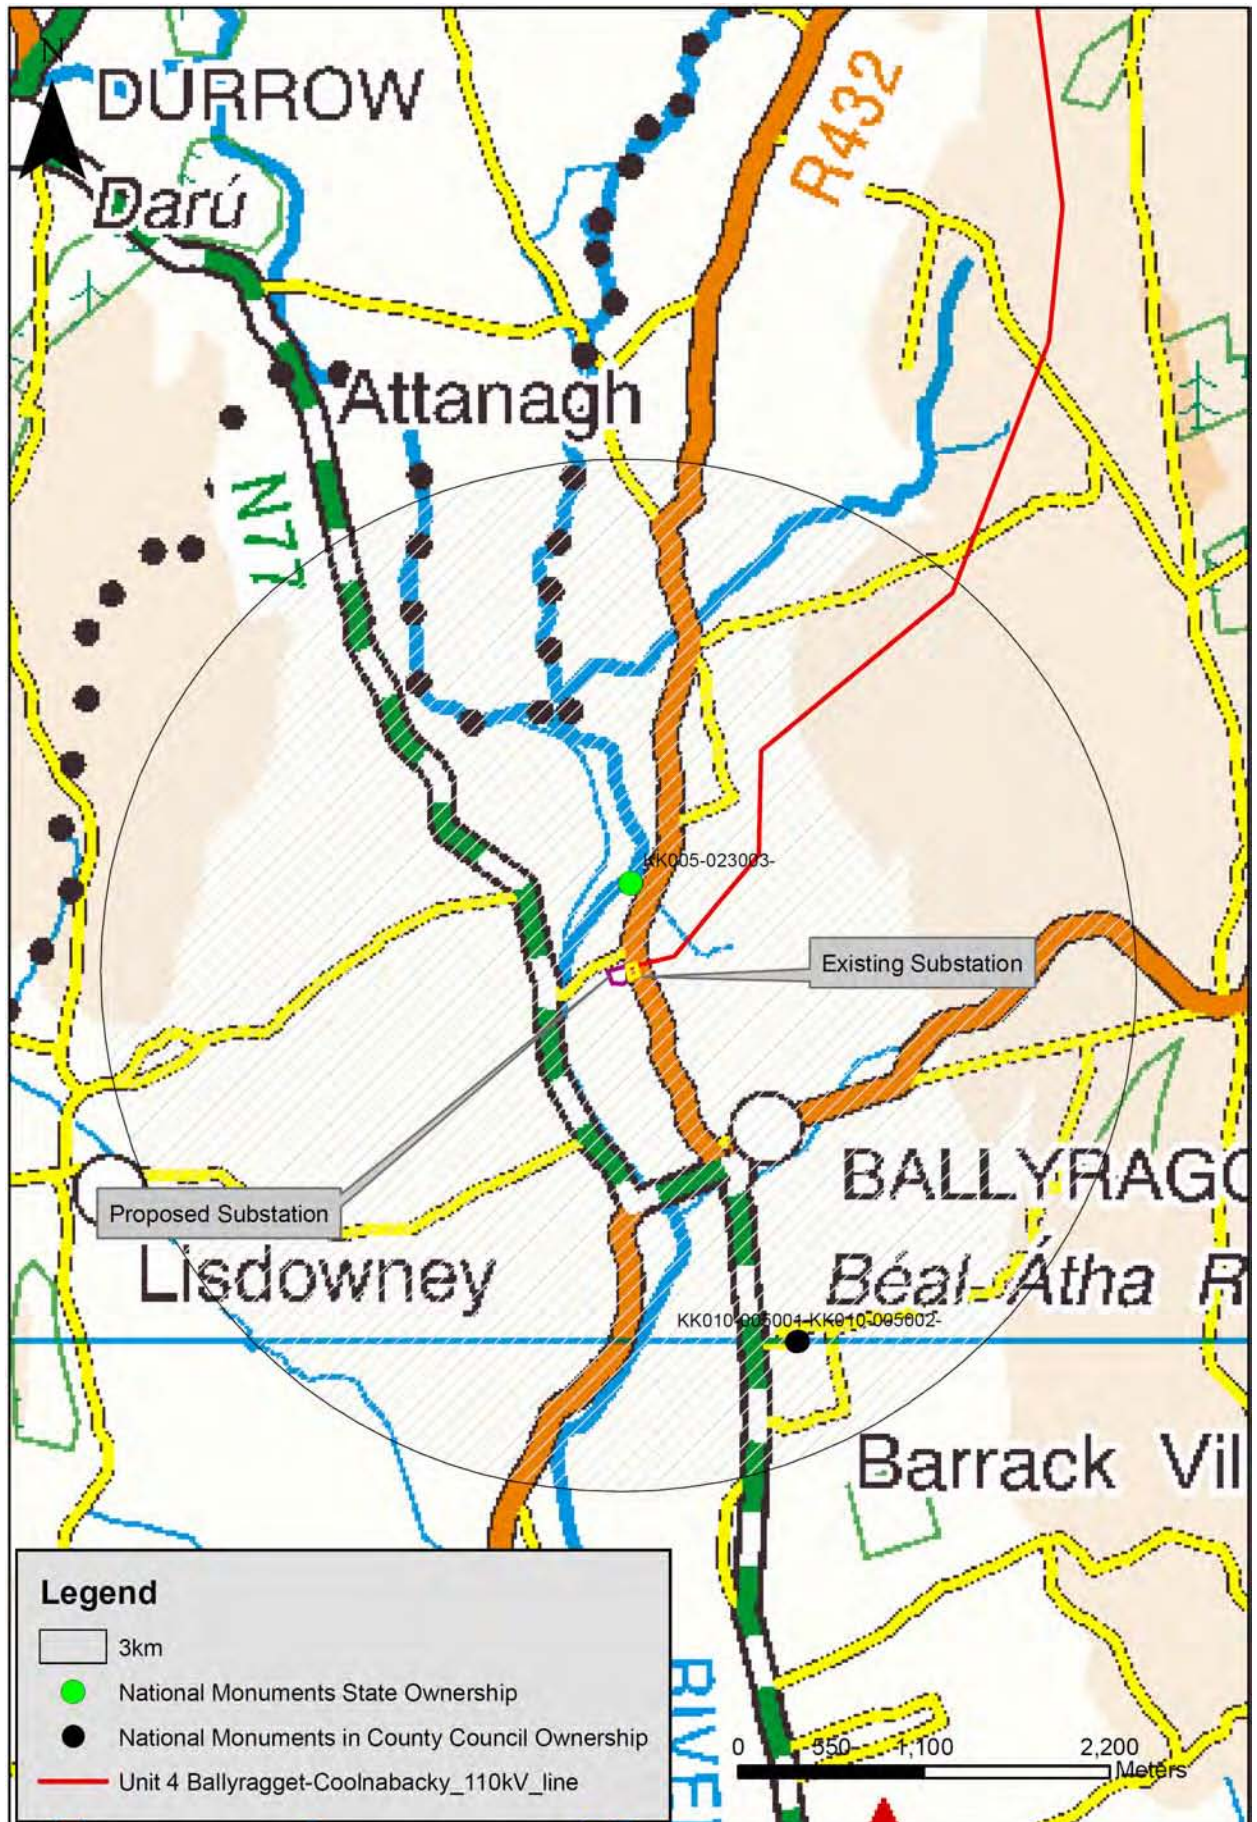 N
DURROW
Darú
R432
Attanagh
N77
KK005-023003-
Existing Substation
Proposed Substation
BALLYRAGG
Lisdowney
Béal-Átha R
KK010-005001-KK010-005002-
Barrack Vil
Legend
3km
National Monuments State Ownership
National Monuments in County Council Ownership
Unit 4 Ballyragget-Coolnabacky_110kV_line
RIVE
0 550 1,100 2,200
Meters